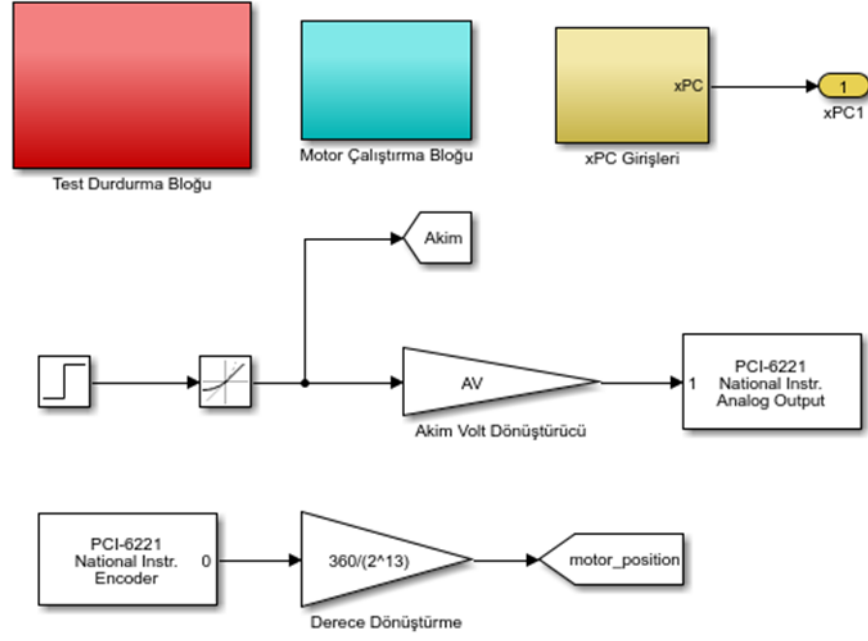 xPC
1
xPC1
Test Durdurma Bloğu
Motor Çalıştırma Bloğu
xPC Girişleri
Akim
AV
1
PCI-6221
National Instr.
Analog Output
Akim Volt Dönüştürücü
PCI-6221
National Instr.
Encoder
0
360/(2^13)
motor_position
Derece Dönüştürme